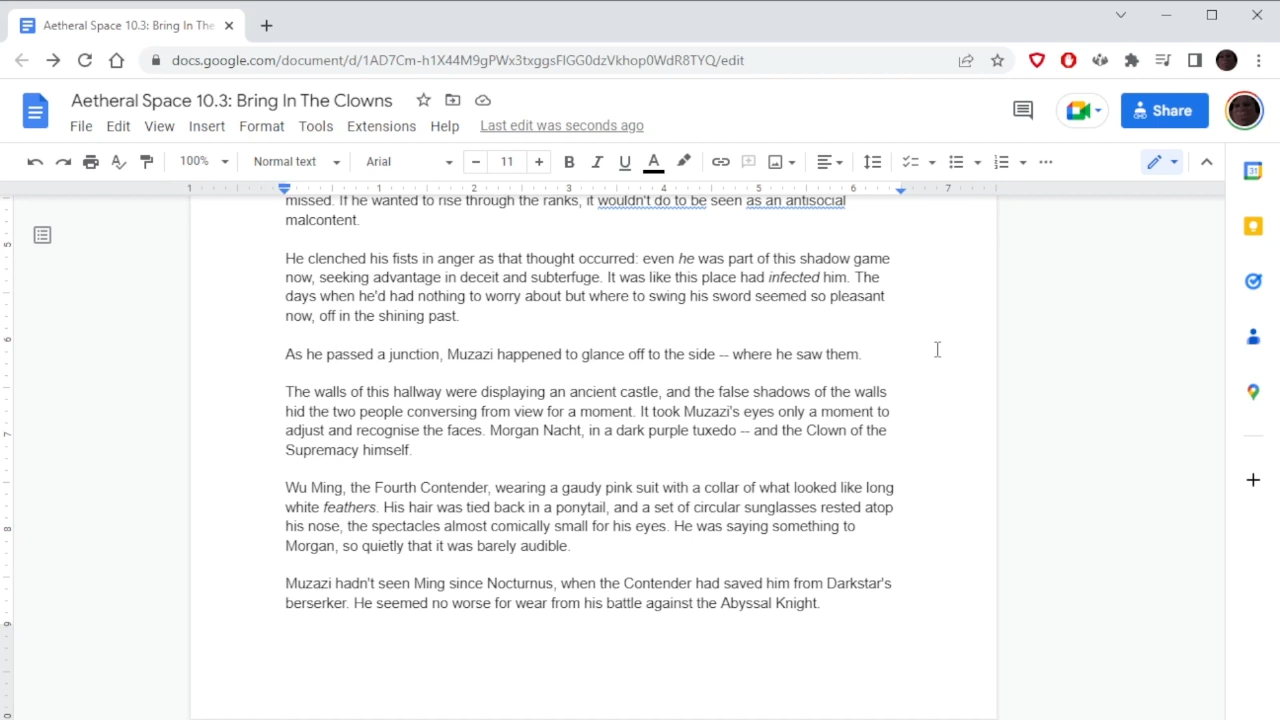 Aetheral Space 10.3: Bring In The
docs.google.com/document/d/1AD7Cm-h1X44M9gPWx3txggsFIGG0dzVkhop0WdR8TYQ/edit
Aetheral Space 10.3: Bring In The Clowns
Share
File Edit View Insert Format Tools Extensions Help Last edit was seconds ago
100% Normal text Arial 11
1 1 2 3 4 5 6 7
missed. If he wanted to rise through the ranks, it wouldn't do to be seen as an antisocial
malcontent.
He clenched his fists in anger as that thought occurred: even he was part of this shadow game
now, seeking advantage in deceit and subterfuge. It was like this place had infected him. The
days when he'd had nothing to worry about but where to swing his sword seemed so pleasant
now, off in the shining past.
As he passed a junction, Muzazi happened to glance off to the side -- where he saw them.
The walls of this hallway were displaying an ancient castle, and the false shadows of the walls
hid the two people conversing from view for a moment. It took Muzazi's eyes only a moment to
adjust and recognise the faces. Morgan Nacht, in a dark purple tuxedo -- and the Clown of the
Supremacy himself.
Wu Ming, the Fourth Contender, wearing a gaudy pink suit with a collar of what looked like long
white feathers. His hair was tied back in a ponytail, and a set of circular sunglasses rested atop
his nose, the spectacles almost comically small for his eyes. He was saying something to
Morgan, so quietly that it was barely audible.
Muzazi hadn't seen Ming since Nocturnus, when the Contender had saved him from Darkstar's
berserker. He seemed no worse for wear from his battle against the Abyssal Knight.
5
6
7
8
9
31